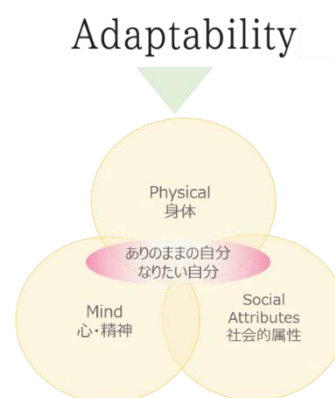 Adaptability
Physical
身体
ありのままの自分
なりたい自分
Mind
心・精神
Social
Attributes
社会的属性